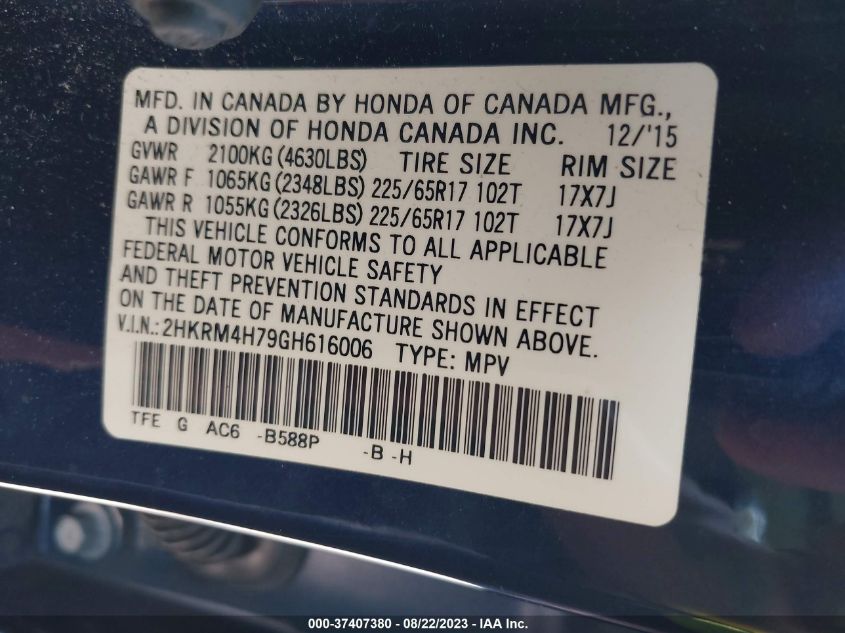 MFD. IN CANADA BY HONDA OF CANADA MFG.,
A DIVISION OF HONDA CANADA INC. 12/'15
GVWR 2100KG (4630LBS) TIRE SIZE RIM SIZE
GAWR F 1065KG (2348LBS) 225/65R17 102T 17X7J
GAWR R 1055KG (2326LBS) 225/65R17 102T 17X7J
THIS VEHICLE CONFORMS TO ALL APPLICABLE
FEDERAL MOTOR VEHICLE SAFETY
AND THEFT PREVENTION STANDARDS IN EFFECT
ON THE DATE OF MANUFACTURE SHOWN ABOVE.
V.I.N.: 2HKRM4H79GH616006 TYPE: MPV
TFE G AC6 -B588P -B -H
000-37407380 - 08/22/2023 - IAA Inc.